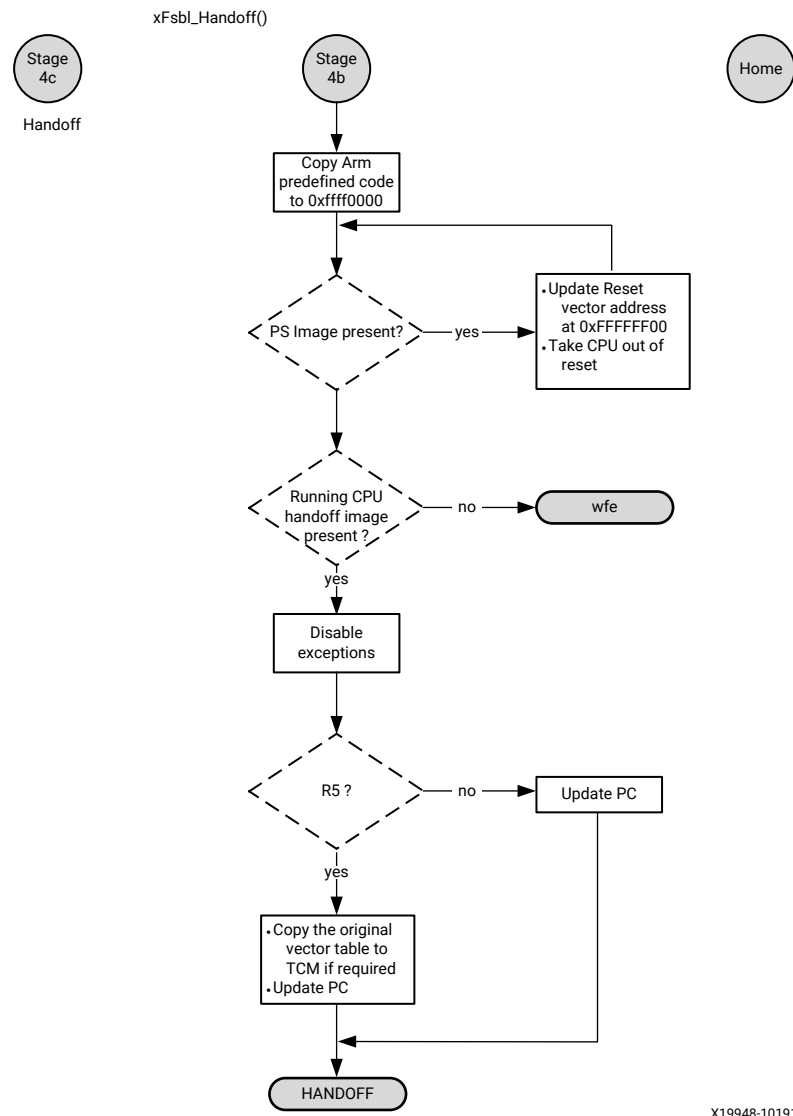 xFsbl_Handoff()
Stage
4c
Handoff
Stage
4b
Home
Copy Arm
predefined code
to 0xffff0000
PS Image present?
yes
•Update Reset
vector address
at 0xFFFFFF00
•Take CPU out of
reset
Running CPU
handoff image
present ?
no
wfe
yes
Disable
exceptions
R5 ?
no
Update PC
yes
•Copy the original
vector table to
TCM if required
•Update PC
HANDOFF
X19948-1019